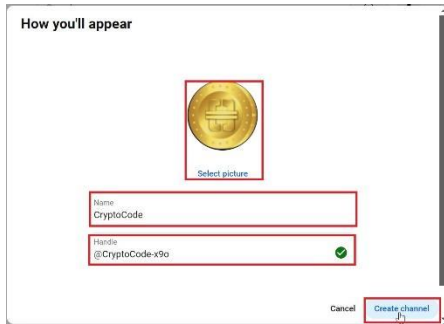 How you'll appear
Select picture
Name
CryptoCode
Handle
@CryptoCode-x9o
Cancel
Create channel